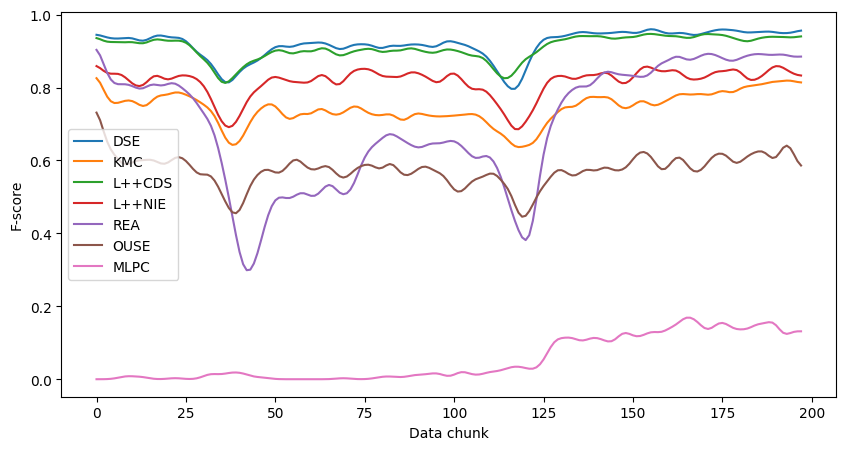 1.0
0.8
0.6
0.4
0.2
0.0
F-score
DSE
KMC
L++CDS
L++NIE
REA
OUSE
MLPC
0 25 50 75 100 125 150 175 200
Data chunk